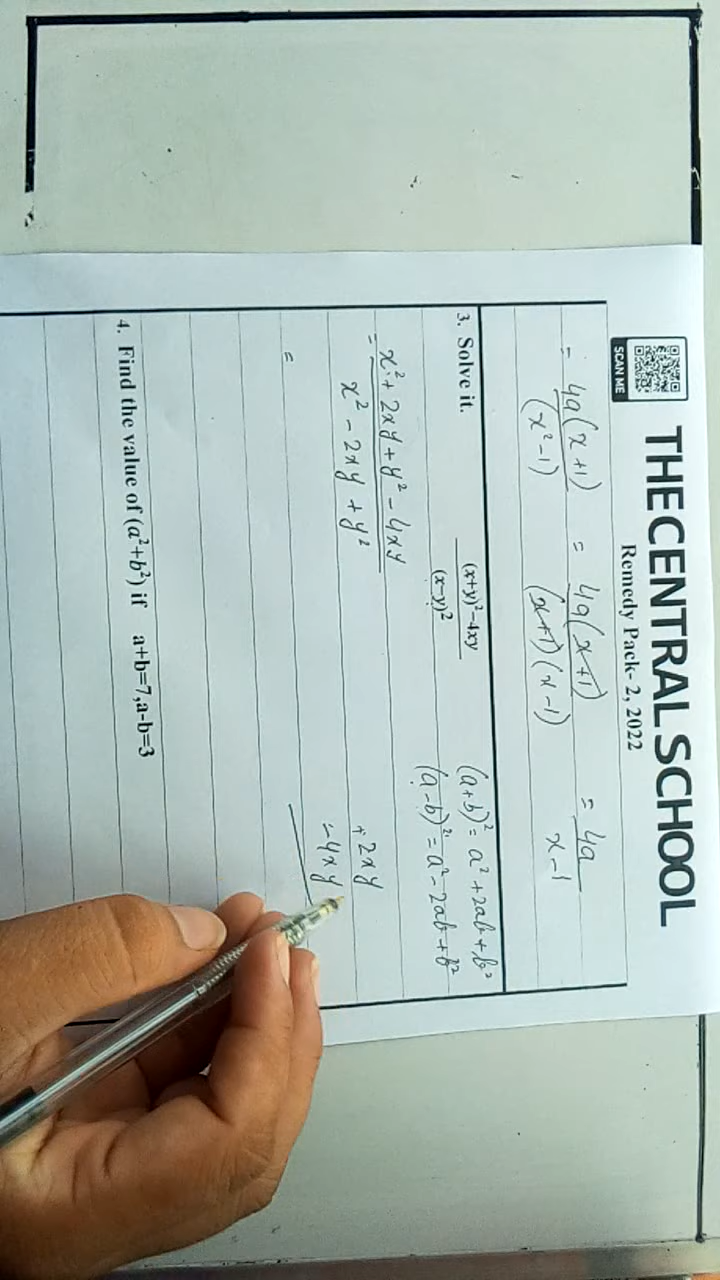 SCAN ME
THE CENTRAL SCHOOL
Remedy Pack- 2, 2022
= 4a(x+1) / (x²-1) = 4a(x+1) / (x+1)(x-1) = 4a / x-1
3. Solve it. (x+y)²-4xy / (x-y)²
(a+b)² = a²+2ab+b²
(a-b)² = a²-2ab+b²
= x²+2xy+y²-4xy / x²-2xy+y²
+2xy
-4xy
=
4. Find the value of (a²+b²) if a+b=7,a-b=3